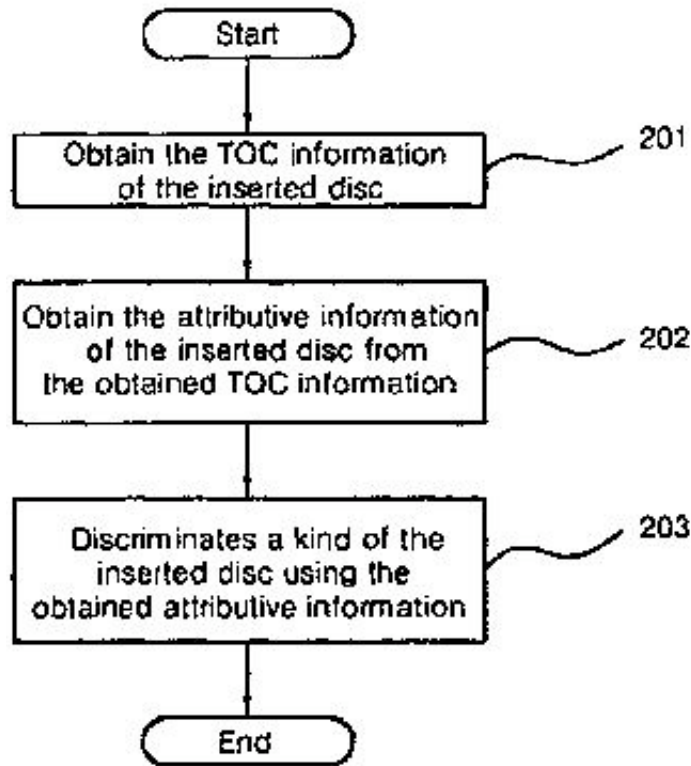 Start
Obtain the TOC information
of the inserted disc
201
Obtain the attributive information
of the inserted disc from
the obtained TOC information
202
Discriminates a kind of the
inserted disc using the
obtained attributive information
203
End